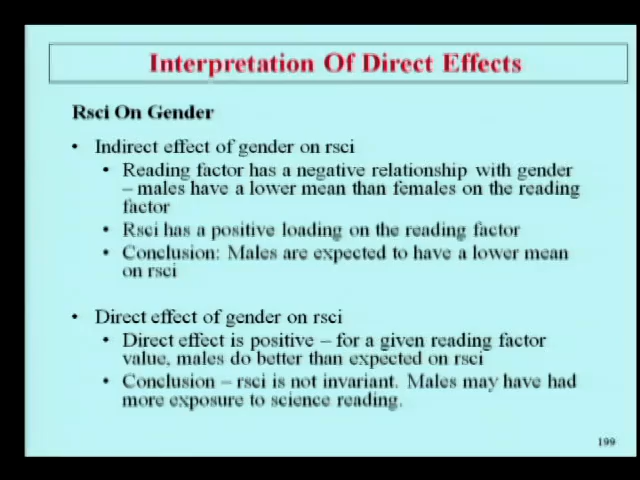 Interpretation Of Direct Effects
Rsci On Gender
• Indirect effect of gender on rsci
• Reading factor has a negative relationship with gender
– males have a lower mean than females on the reading
factor
• Rsci has a positive loading on the reading factor
• Conclusion: Males are expected to have a lower mean
on rsci
• Direct effect of gender on rsci
• Direct effect is positive – for a given reading factor
value, males do better than expected on rsci
• Conclusion – rsci is not invariant. Males may have had
more exposure to science reading.
199